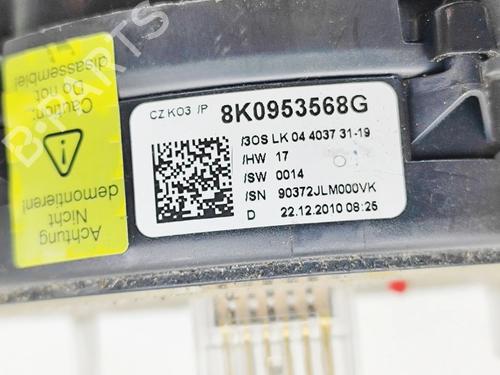 Caution:
Do not
disassemble!
Achtung
Nicht
demontieren!
CZ KO3 /P 8K0953568G
/3OS LK 04 4037 31-19
/HW 17
/SW 0014
/SN 90372JLM000VK
D 22.12.2010 08:25
B-PARTS